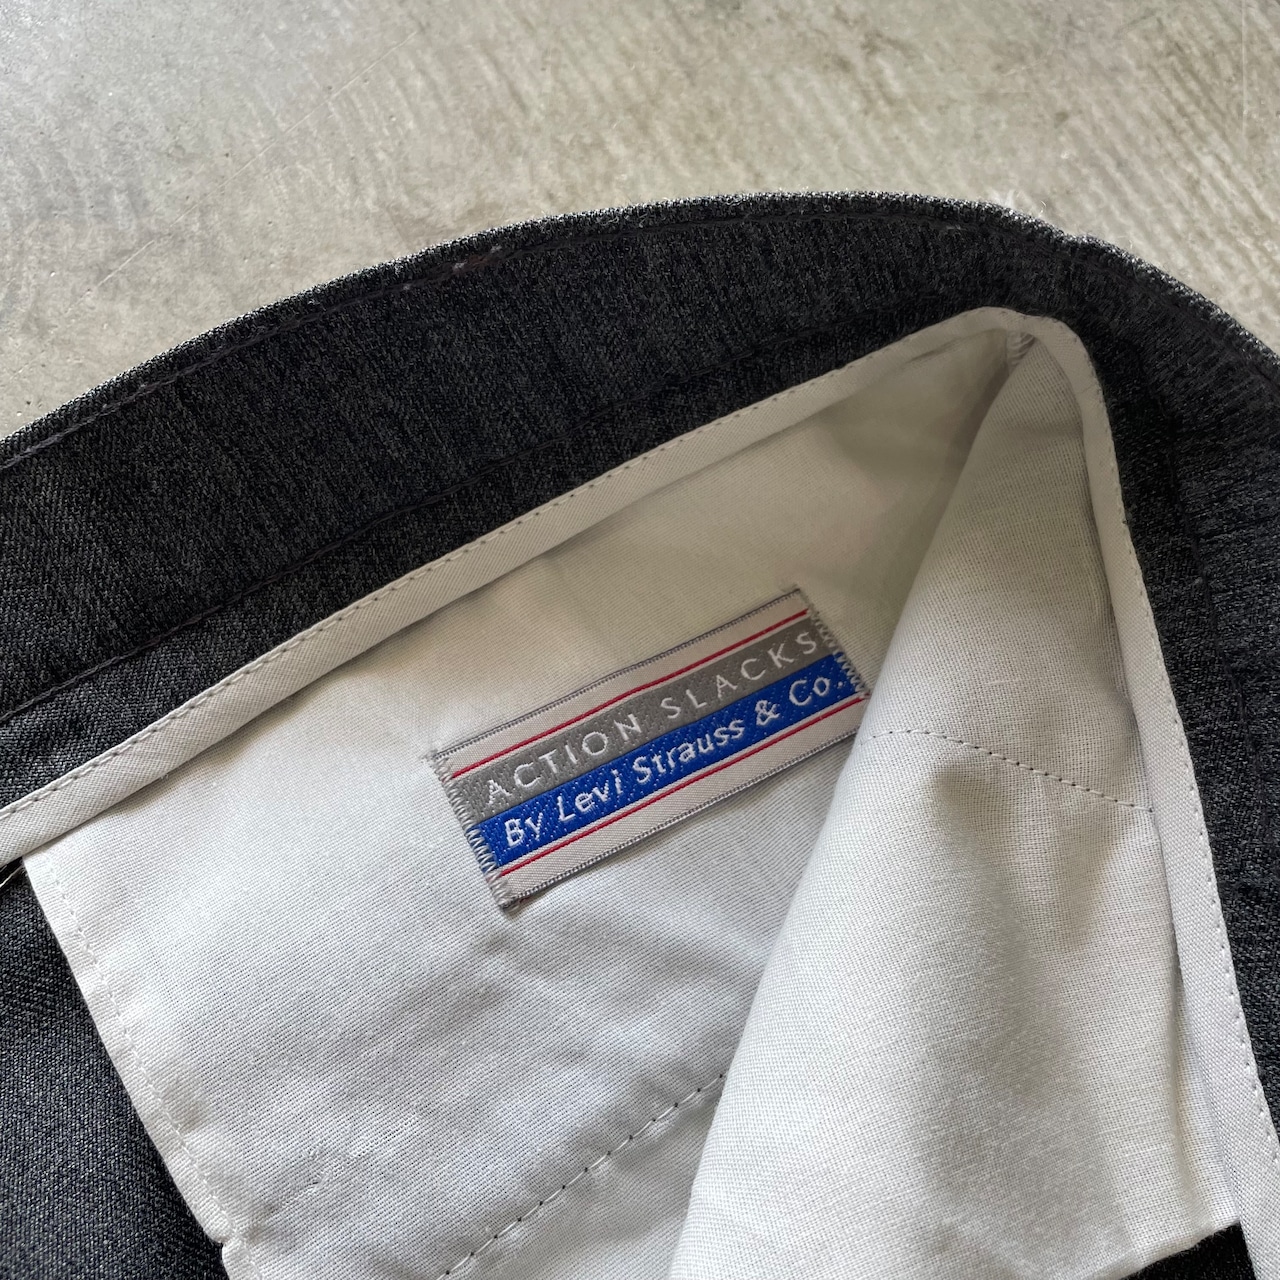 ACTION SLACKS
By Levi Strauss & Co.